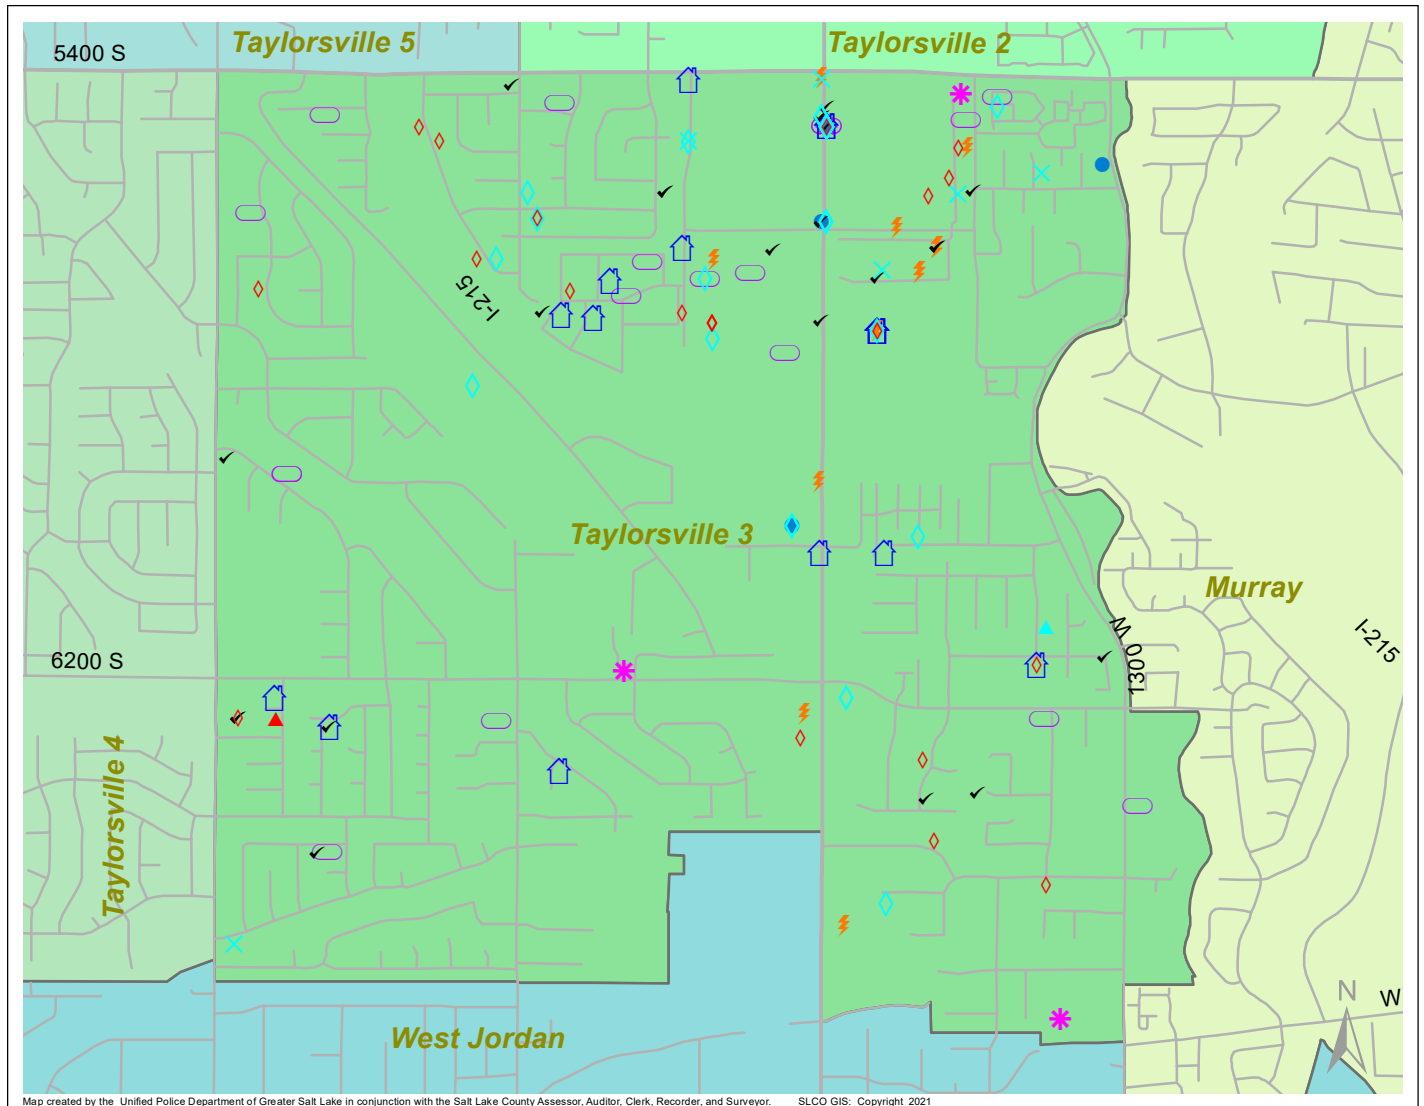 Taylorsville 5
Taylorsville 2
5400 S
I-215
Taylorsville 3
Murray
6200 S
1300 W
I-215
Taylorsville 4
West Jordan
N
W
Map created by the Unified Police Department of Greater Salt Lake in conjunction with the Salt Lake County Assessor, Auditor, Clerk, Recorder, and Surveyor. SLCO GIS: Copyright 2021